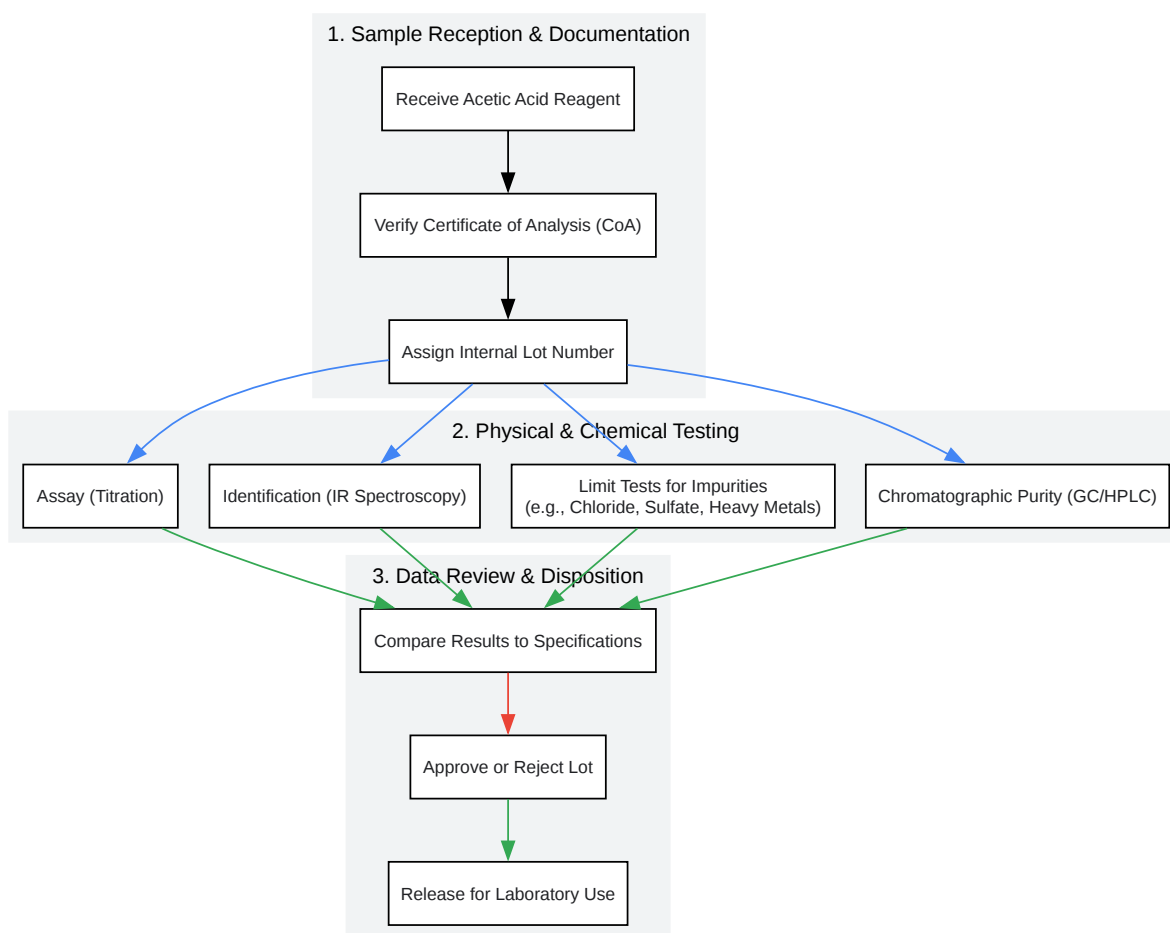 1. Sample Reception & Documentation
Receive Acetic Acid Reagent
Verify Certificate of Analysis (CoA)
Assign Internal Lot Number
2. Physical & Chemical Testing
Assay (Titration)
Identification (IR Spectroscopy)
Limit Tests for Impurities
(e.g., Chloride, Sulfate, Heavy Metals)
Chromatographic Purity (GC/HPLC)
3. Data Review & Disposition
Compare Results to Specifications
Approve or Reject Lot
Release for Laboratory Use